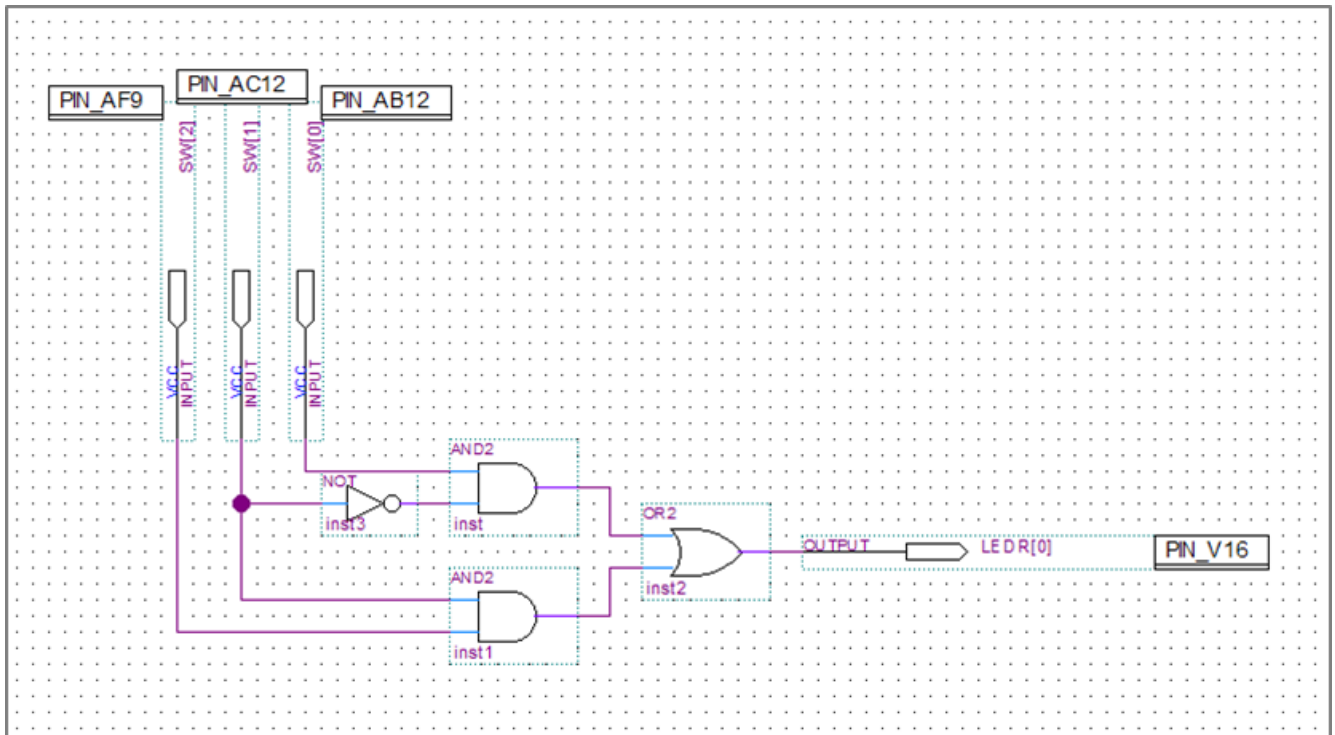 PIN_AF9
PIN_AC12
PIN_AB12
SW[2]
SW[1]
SW[0]
VCC
INPUT
VCC
INPUT
VCC
INPUT
AND2
inst
NOT
inst3
OR2
inst2
OUTPUT
LEDR[0]
PIN_V16
AND2
inst1